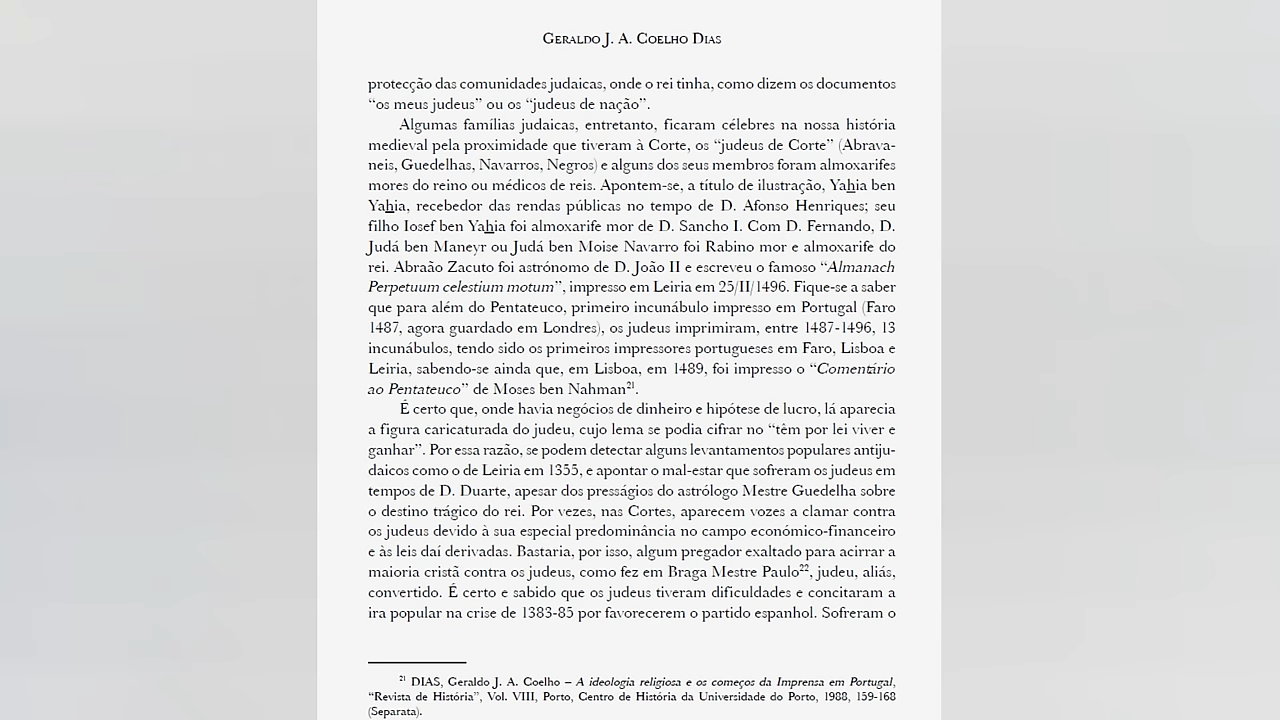 Geraldo J. A. Coelho Dias
protecção das comunidades judaicas, onde o rei tinha, como dizem os documentos
“os meus judeus” ou os “judeus de nação”.
Algumas famílias judaicas, entretanto, ficaram célebres na nossa história
medieval pela proximidade que tiveram à Corte, os “judeus de Corte” (Abrava-
neis, Guedelhas, Navarros, Negros) e alguns dos seus membros foram almoxarifes
mores do reino ou médicos de reis. Apontem-se, a título de ilustração, Yahia ben
Yahia, recebedor das rendas públicas no tempo de D. Afonso Henriques; seu
filho Iosef ben Yahia foi almoxarife mor de D. Sancho I. Com D. Fernando, D.
Judá ben Maneyr ou Judá ben Moise Navarro foi Rabino mor e almoxarife do
rei. Abraão Zacuto foi astrónomo de D. João II e escreveu o famoso “Almanach
Perpetuum celestium motum”, impresso em Leiria em 25/II/1496. Fique-se a saber
que para além do Pentateuco, primeiro incunábulo impresso em Portugal (Faro
1487, agora guardado em Londres), os judeus imprimiram, entre 1487-1496, 13
incunábulos, tendo sido os primeiros impressores portugueses em Faro, Lisboa e
Leiria, sabendo-se ainda que, em Lisboa, em 1489, foi impresso o “Comentário
ao Pentateuco” de Moses ben Nahman21.
É certo que, onde havia negócios de dinheiro e hipótese de lucro, lá aparecia
a figura caricaturada do judeu, cujo lema se podia cifrar no “têm por lei viver e
ganhar”. Por essa razão, se podem detectar alguns levantamentos populares antiju-
daicos como o de Leiria em 1355, e apontar o mal-estar que sofreram os judeus em
tempos de D. Duarte, apesar dos presságios do astrólogo Mestre Guedelha sobre
o destino trágico do rei. Por vezes, nas Cortes, aparecem vozes a clamar contra
os judeus devido à sua especial predominância no campo económico-financeiro
e às leis daí derivadas. Bastaria, por isso, algum pregador exaltado para acirrar a
maioria cristã contra os judeus, como fez em Braga Mestre Paulo22, judeu, aliás,
convertido. É certo e sabido que os judeus tiveram dificuldades e concitaram a
ira popular na crise de 1383-85 por favorecerem o partido espanhol. Sofreram o
21 DIAS, Geraldo J. A. Coelho – A ideologia religiosa e os começos da Imprensa em Portugal,
“Revista de História”, Vol. VIII, Porto, Centro de História da Universidade do Porto, 1988, 159-168
(Separata).